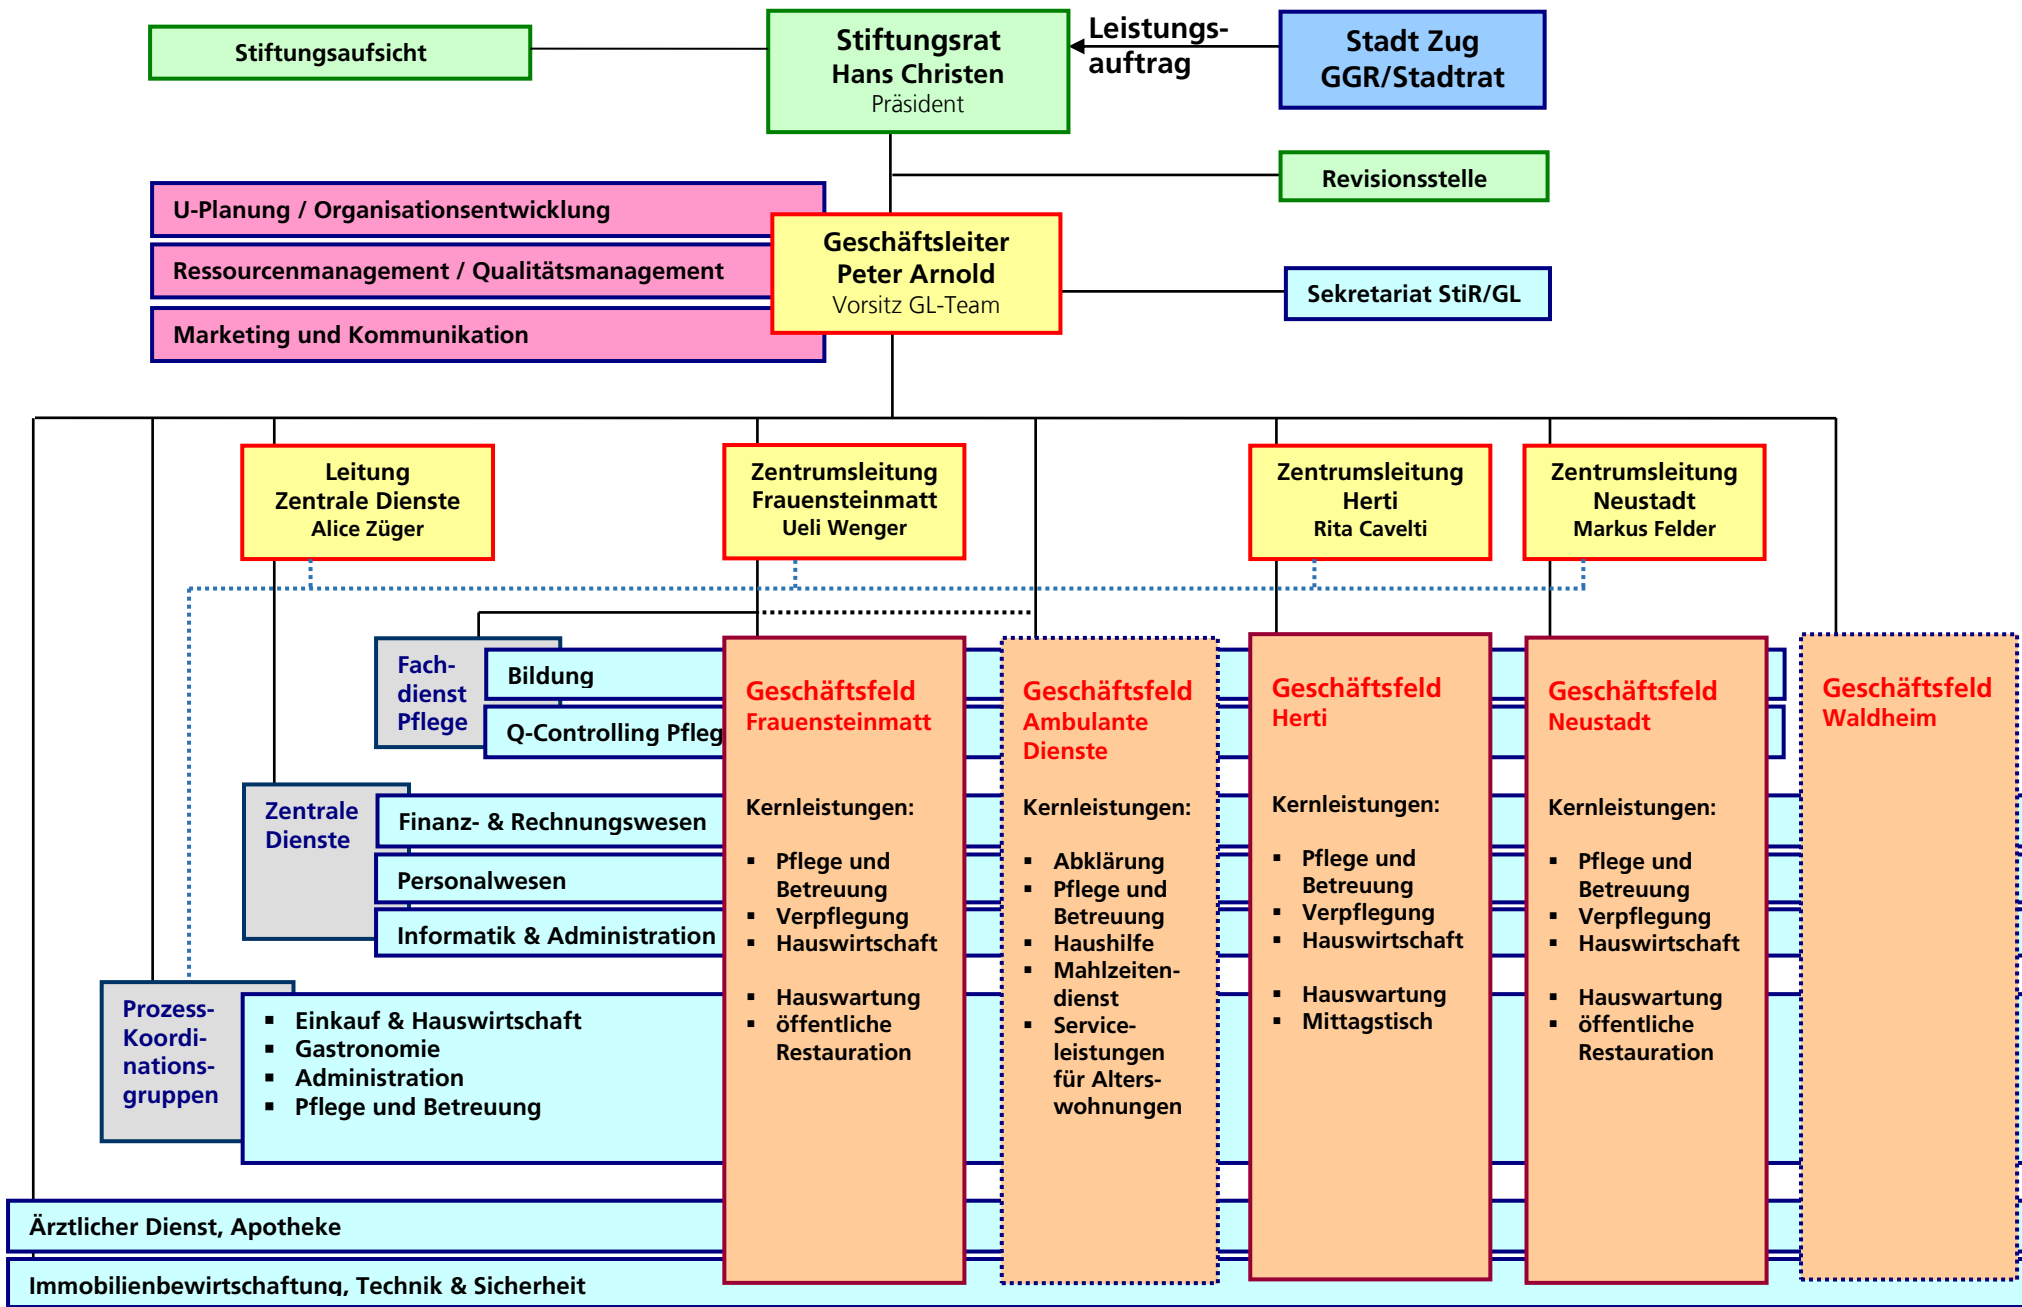 Stiftungsaufsicht
Stiftungsrat
Hans Christen
Präsident
Leistungs-
auftrag
Stadt Zug
GGR/Stadtrat
Revisionsstelle
U-Planung / Organisationsentwicklung
Ressourcenmanagement / Qualitätsmanagement
Marketing und Kommunikation
Geschäftsleiter
Peter Arnold
Vorsitz GL-Team
Sekretariat StiR/GL
Leitung
Zentrale Dienste
Alice Züger
Zentrumsleitung
Frauensteinmatt
Ueli Wenger
Zentrumsleitung
Herti
Rita Cavelti
Zentrumsleitung
Neustadt
Markus Felder
Fach-
dienst
Pflege
Bildung
Q-Controlling Pfleg
Zentrale
Dienste
Finanz- & Rechnungswesen
Personalwesen
Informatik & Administration
Prozess-
Koordi-
nations-
gruppen
▪ Einkauf & Hauswirtschaft
▪ Gastronomie
▪ Administration
▪ Pflege und Betreuung
Geschäftsfeld
Frauensteinmatt
Kernleistungen:
▪ Pflege und
Betreuung
▪ Verpflegung
▪ Hauswirtschaft
▪ Hauswartung
▪ öffentliche
Restauration
Geschäftsfeld
Ambulante
Dienste
Kernleistungen:
▪ Abklärung
▪ Pflege und
Betreuung
▪ Haushilfe
▪ Mahlzeiten-
dienst
▪ Service-
leistungen
für Alters-
wohnungen
Geschäftsfeld
Herti
Kernleistungen:
▪ Pflege und
Betreuung
▪ Verpflegung
▪ Hauswirtschaft
▪ Hauswartung
▪ Mittagstisch
Geschäftsfeld
Neustadt
Kernleistungen:
▪ Pflege und
Betreuung
▪ Verpflegung
▪ Hauswirtschaft
▪ Hauswartung
▪ öffentliche
Restauration
Geschäftsfeld
Waldheim
Ärztlicher Dienst, Apotheke
Immobilienbewirtschaftung, Technik & Sicherheit